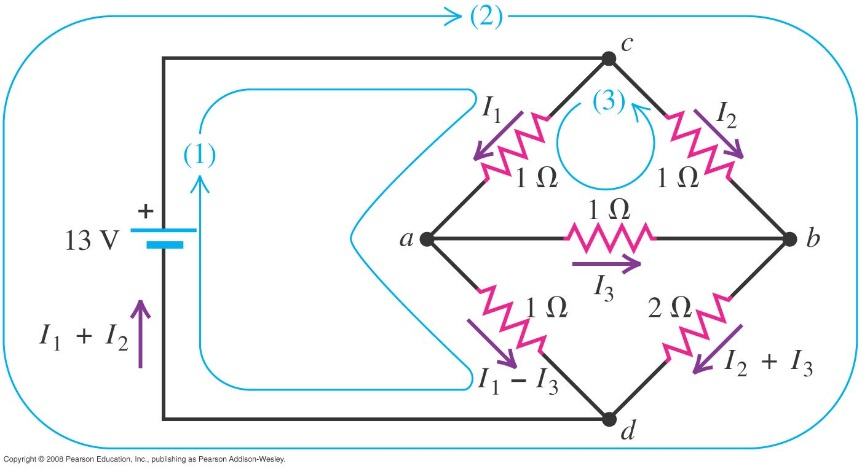 (2)
c
I₁
(3)
I₂
(1)
1 Ω
1 Ω
+
1 Ω
13 V
a
b
I₃
1 Ω
2 Ω
I₁ + I₂
I₁ − I₃
I₂ + I₃
d
Copyright © 2008 Pearson Education, Inc., publishing as Pearson Addison-Wesley.